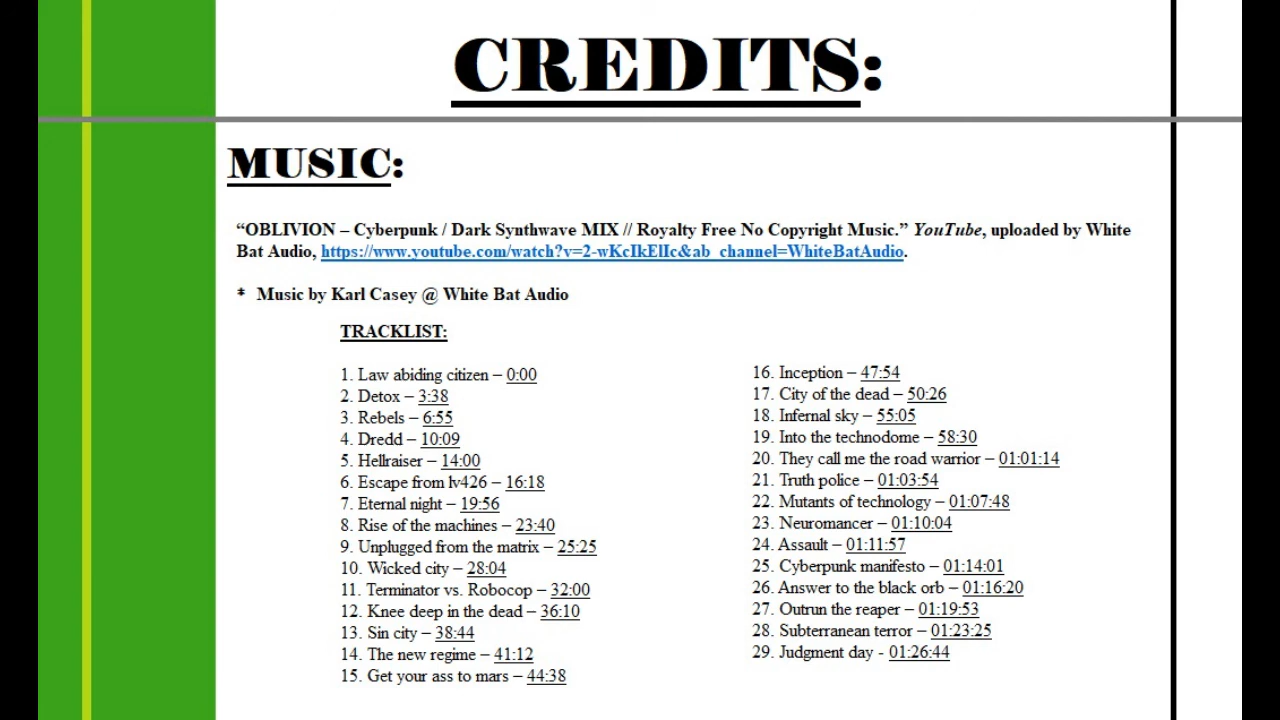 CREDITS:
MUSIC:
“OBLIVION – Cyberpunk / Dark Synthwave MIX // Royalty Free No Copyright Music.” YouTube, uploaded by White
Bat Audio, https://www.youtube.com/watch?v=2-wKcIkElIc&ab_channel=WhiteBatAudio.
* Music by Karl Casey @ White Bat Audio
TRACKLIST:
1. Law abiding citizen – 0:00
2. Detox – 3:38
3. Rebels – 6:55
4. Dredd – 10:09
5. Hellraiser – 14:00
6. Escape from lv426 – 16:18
7. Eternal night – 19:56
8. Rise of the machines – 23:40
9. Unplugged from the matrix – 25:25
10. Wicked city – 28:04
11. Terminator vs. Robocop – 32:00
12. Knee deep in the dead – 36:10
13. Sin city – 38:44
14. The new regime – 41:12
15. Get your ass to mars – 44:38
16. Inception – 47:54
17. City of the dead – 50:26
18. Infernal sky – 55:05
19. Into the technodome – 58:30
20. They call me the road warrior – 01:01:14
21. Truth police – 01:03:54
22. Mutants of technology – 01:07:48
23. Neuromancer – 01:10:04
24. Assault – 01:11:57
25. Cyberpunk manifesto – 01:14:01
26. Answer to the black orb – 01:16:20
27. Outrun the reaper – 01:19:53
28. Subterranean terror – 01:23:25
29. Judgment day - 01:26:44